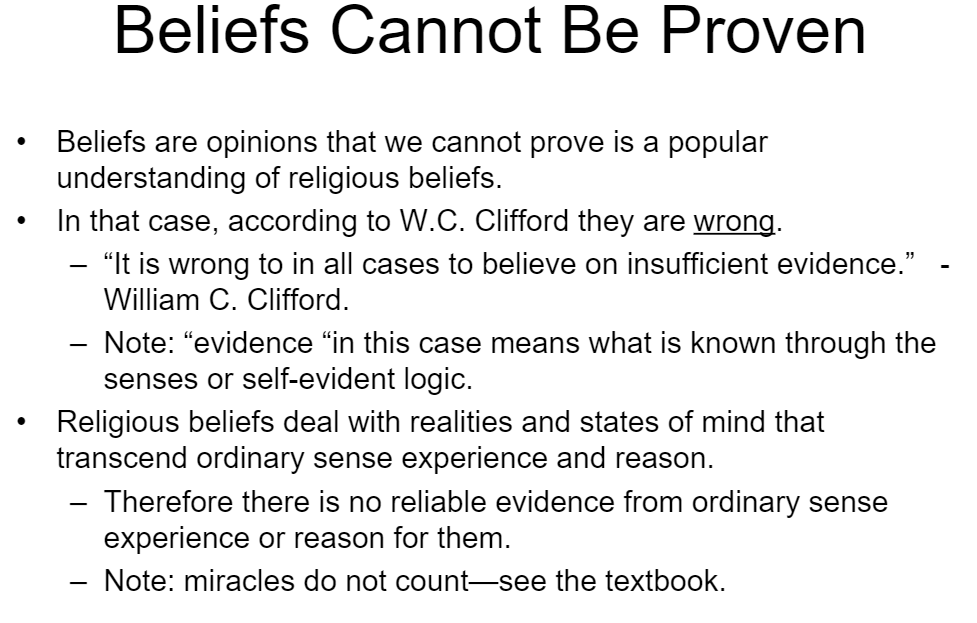 Beliefs Cannot Be Proven
• Beliefs are opinions that we cannot prove is a popular
understanding of religious beliefs.
• In that case, according to W.C. Clifford they are wrong.
– “It is wrong to in all cases to believe on insufficient evidence.” -
William C. Clifford.
– Note: “evidence “in this case means what is known through the
senses or self-evident logic.
• Religious beliefs deal with realities and states of mind that
transcend ordinary sense experience and reason.
– Therefore there is no reliable evidence from ordinary sense
experience or reason for them.
– Note: miracles do not count—see the textbook.